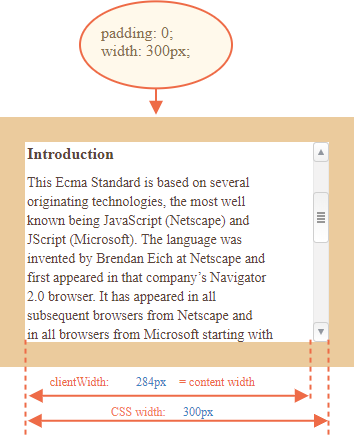 padding: 0;
width: 300px;
Introduction
This Ecma Standard is based on several
originating technologies, the most well
known being JavaScript (Netscape) and
JScript (Microsoft). The language was
invented by Brendan Eich at Netscape and
first appeared in that company’s Navigator
2.0 browser. It has appeared in all
subsequent browsers from Netscape and
in all browsers from Microsoft starting with
clientWidth: 284px = content width
CSS width: 300px